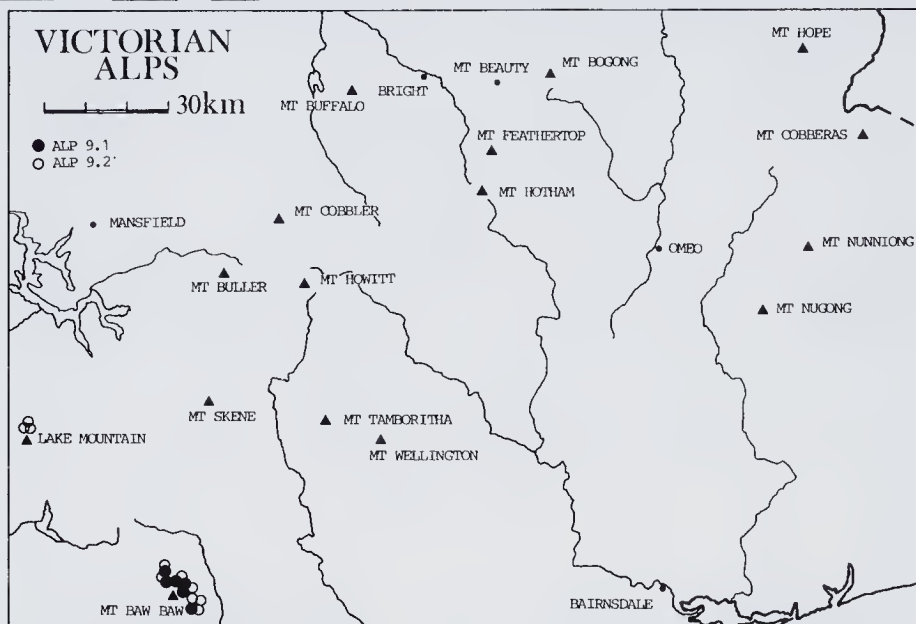 VICTORIAN
ALPS
30km
ALP 9.1
ALP 9.2
MT HOPE
MT BEAUTY
MT BOGONG
BRIGHT
MT BUFFALO
MT COBBERAS
MT FEATHERTOP
MT HOTHAM
MT COBBLER
MANSFIELD
OMEO
MT NUNNIONG
MT BULLER
MT HOWITT
MT NUGONG
MT SKENE
MT TAMBORITHA
LAKE MOUNTAIN
MT WELLINGTON
MT BAW BAW
BAIRNSDALE